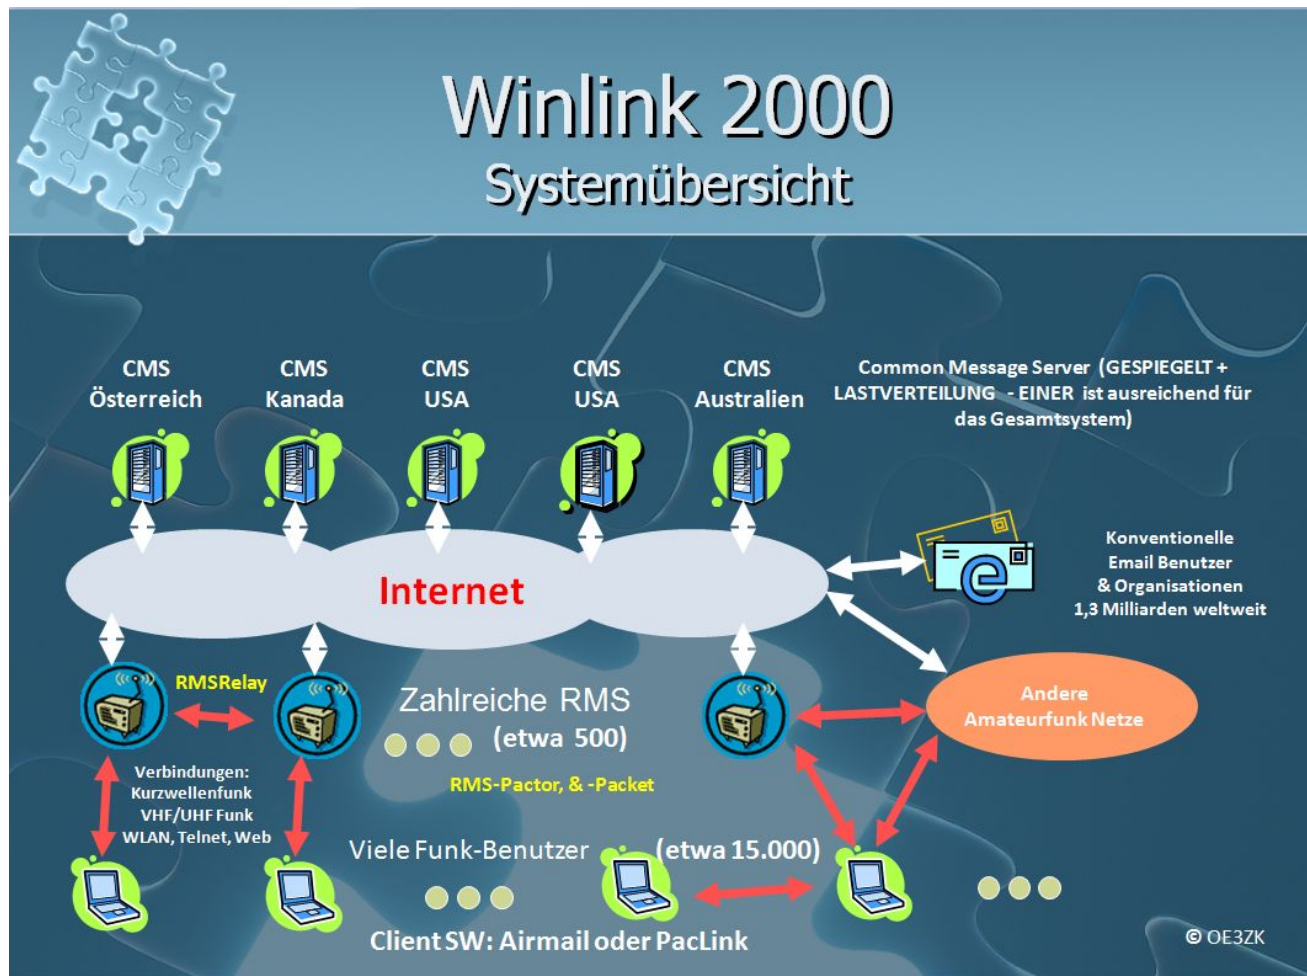 Winlink 2000
Systemübersicht
CMS
Österreich
CMS
Kanada
CMS
USA
CMS
USA
CMS
Australien
Common Message Server (GESPIEGELT +
LASTVERTEILUNG - EINER ist ausreichend für
das Gesamtsystem)
Internet
Konventionelle
Email Benutzer
& Organisationen
1,3 Milliarden weltweit
RMSRelay
Zahlreiche RMS
(etwa 500)
RMS-Pactor, & -Packet
Andere
Amateurfunk Netze
Verbindungen:
Kurzwellenfunk
VHF/UHF Funk
WLAN, Telnet, Web
Viele Funk-Benutzer (etwa 15.000)
Client SW: Airmail oder PacLink
© OE3ZK